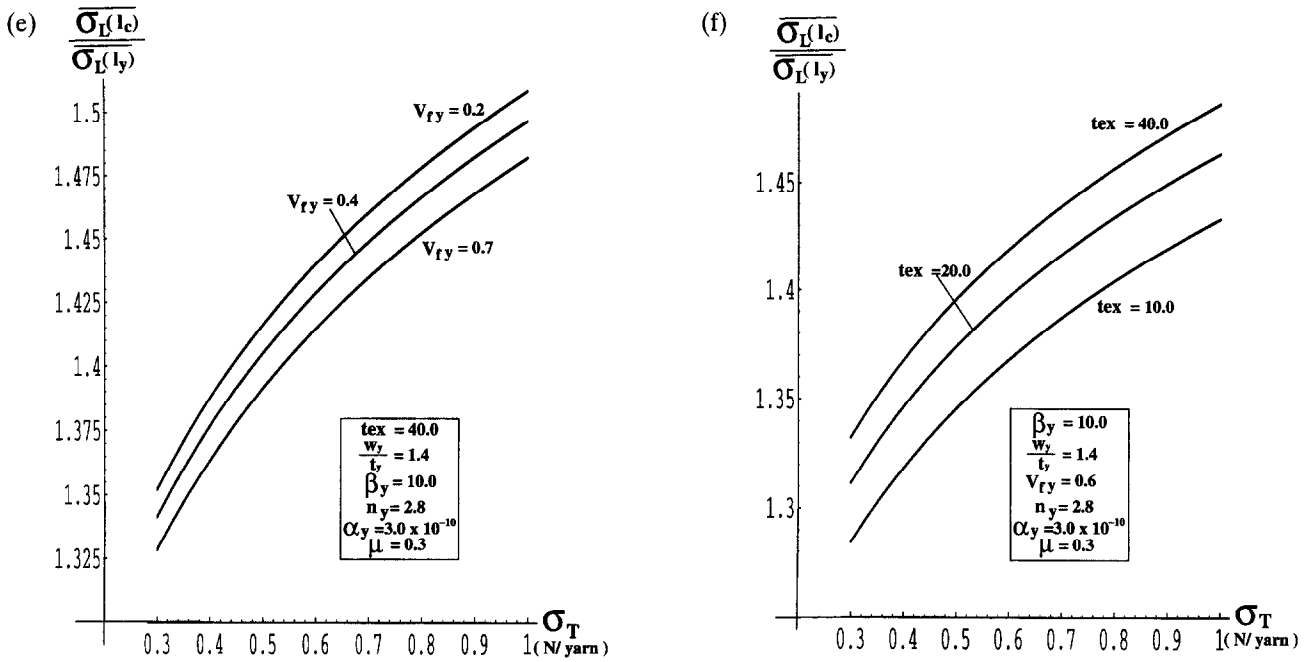 (e)
σL(lc)
σL(ly)
1.5
1.475
1.45
1.425
1.4
1.375
1.35
1.325
Vfy = 0.2
Vfy = 0.4
Vfy = 0.7
tex = 40.0
wy
ty
= 1.4
βy = 10.0
ny= 2.8
αy =3.0 x 10⁻¹⁰
μ = 0.3
0.3 0.4 0.5 0.6 0.7 0.8 0.9 1
σT
(N/ yarn)
(f)
σL(lc)
σL(ly)
1.45
1.4
1.35
1.3
tex = 40.0
tex =20.0
tex = 10.0
βy = 10.0
wy
ty
= 1.4
Vfy = 0.6
ny= 2.8
αy =3.0 x 10⁻¹⁰
μ = 0.3
0.3 0.4 0.5 0.6 0.7 0.8 0.9 1
σT
(N/ yarn)